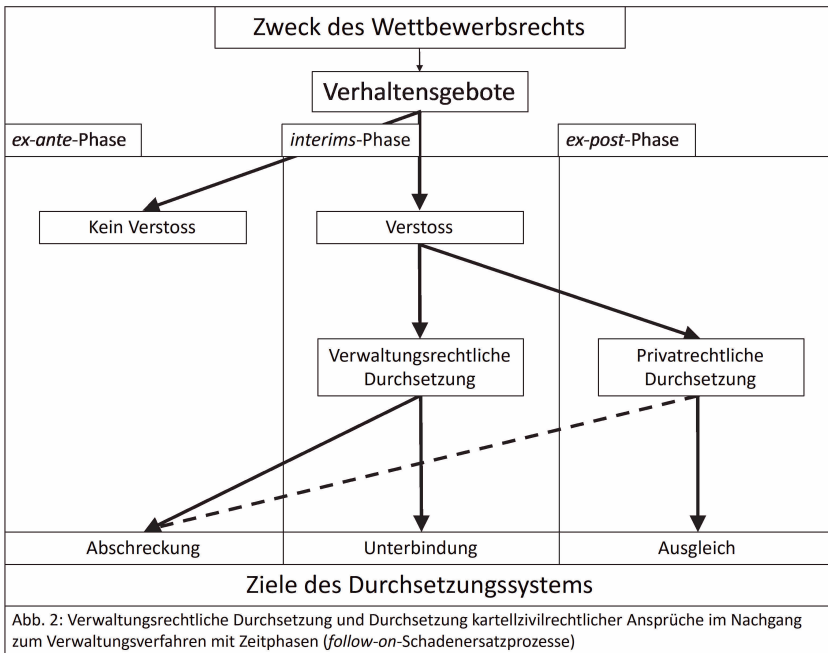 Zweck des Wettbewerbsrechts
Verhaltensgebote
ex-ante-Phase
interims-Phase
ex-post-Phase
Kein Verstoss
Verstoss
Verwaltungsrechtliche
Durchsetzung
Privatrechtliche
Durchsetzung
Abschreckung
Unterbindung
Ausgleich
Ziele des Durchsetzungssystems
Abb. 2: Verwaltungsrechtliche Durchsetzung und Durchsetzung kartellzivilrechtlicher Ansprüche im Nachgang
zum Verwaltungsverfahren mit Zeitphasen (follow-on-Schadenersatzprozesse)